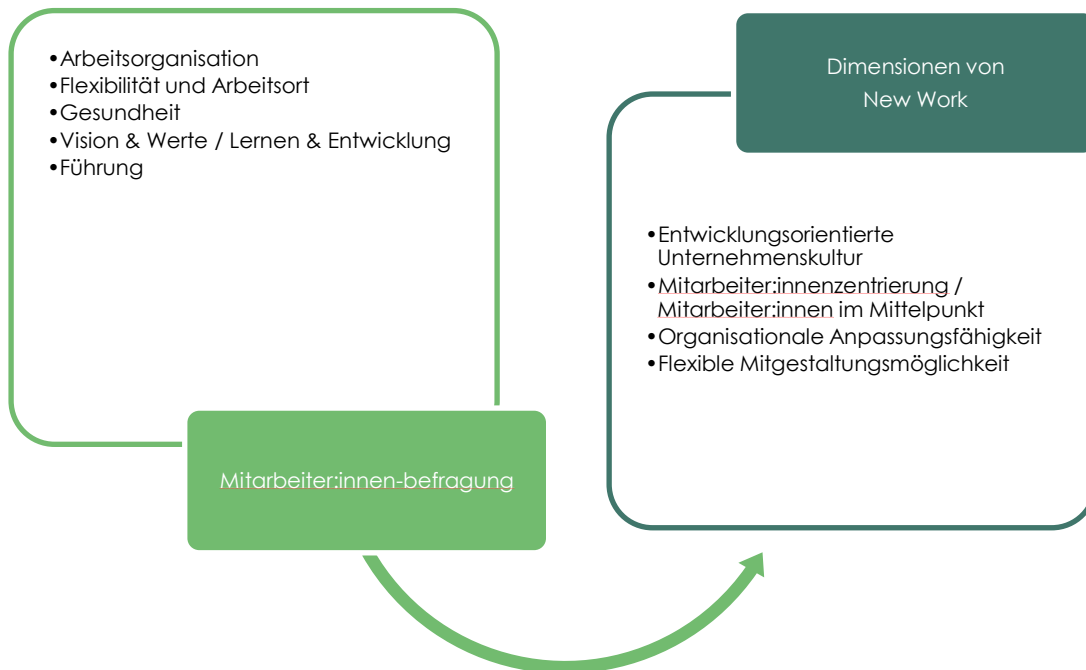 •Arbeitsorganisation
•Flexibilität und Arbeitsort
•Gesundheit
•Vision & Werte / Lernen & Entwicklung
•Führung
Mitarbeiter:innen-befragung
Dimensionen von
New Work
•Entwicklungsorientierte
Unternehmenskultur
•Mitarbeiter:innenzentrierung /
Mitarbeiter:innen im Mittelpunkt
•Organisationale Anpassungsfähigkeit
•Flexible Mitgestaltungsmöglichkeit